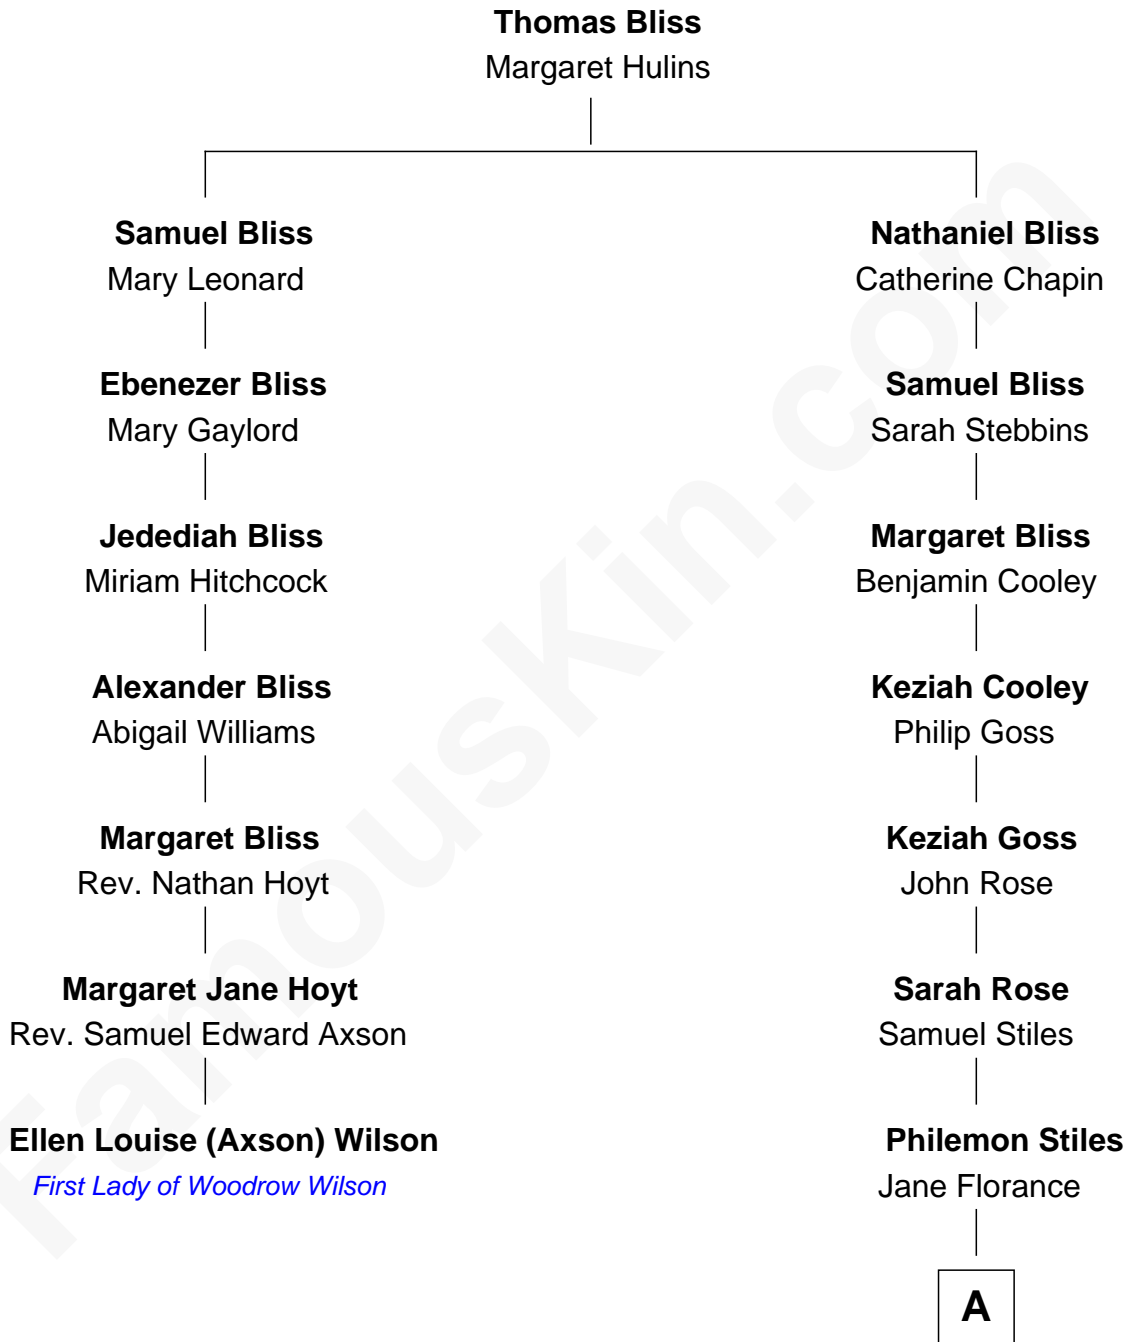 Thomas Bliss
Margaret Hulins
Samuel Bliss
Mary Leonard
Nathaniel Bliss
Catherine Chapin
Ebenezer Bliss
Mary Gaylord
Samuel Bliss
Sarah Stebbins
Jedediah Bliss
Miriam Hitchcock
Margaret Bliss
Benjamin Cooley
Alexander Bliss
Abigail Williams
Keziah Cooley
Philip Goss
Margaret Bliss
Rev. Nathan Hoyt
Keziah Goss
John Rose
Margaret Jane Hoyt
Rev. Samuel Edward Axson
Sarah Rose
Samuel Stiles
Ellen Louise (Axson) Wilson
First Lady of Woodrow Wilson
Philemon Stiles
Jane Florance
A
FamousKin.com